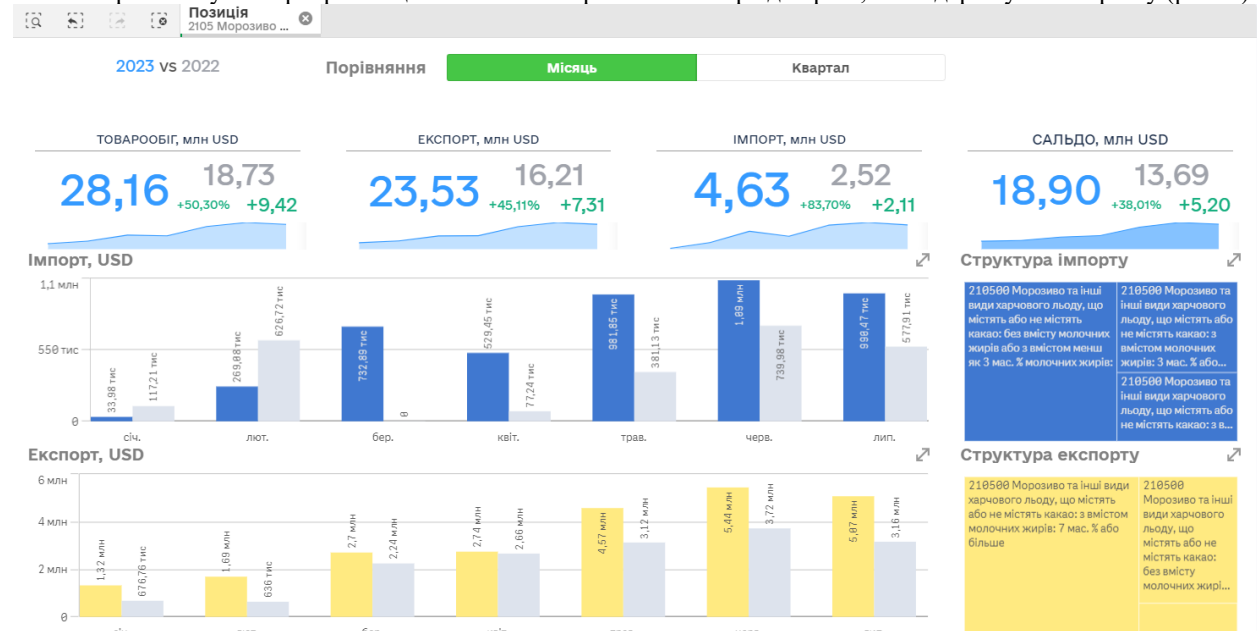 Позиція
2105 Морозиво ...
2023 vs 2022
Порівняння
Місяць
Квартал
ТОВАРООБІГ, млн USD
28,16
18,73
+50,30%
+9,42
ЕКСПОРТ, млн USD
23,53
16,21
+45,11%
+7,31
ІМПОРТ, млн USD
4,63
2,52
+83,70%
+2,11
САЛЬДО, млн USD
18,90
13,69
+38,01%
+5,20
Імпорт, USD
1,1 млн
550 тис
0
33,98 тис
117,21 тис
269,08 тис
626,72 тис
732,89 тис
0
529,45 тис
77,24 тис
981,85 тис
381,13 тис
1,09 млн
739,98 тис
990,47 тис
577,91 тис
січ.
лют.
бер.
квіт.
трав.
черв.
лип.
Структура імпорту
210500 Морозиво та інші
види харчового льоду, що
містять або не містять
какао: без вмісту молочних
жирів або з вмістом менш
як 3 мас. % молочних жирів:
210500 Морозиво та
інші види харчового
льоду, що містять або
не містять какао: з
вмістом молочних
жирів: 3 мас. % або...
210500 Морозиво та
інші види харчового
льоду, що містять або
не містять какао: з в...
Експорт, USD
6 млн
4 млн
2 млн
0
1,32 млн
676,76 тис
1,69 млн
636 тис
2,7 млн
2,24 млн
2,74 млн
2,66 млн
4,57 млн
3,12 млн
5,44 млн
3,72 млн
5,07 млн
3,16 млн
Структура експорту
210500 Морозиво та інші види
харчового льоду, що містять
або не містять какао: з вмістом
молочних жирів: 7 мас. % або
більше
210500
Морозиво та інші
види харчового
льоду, що
містять або не
містять какао:
без вмісту
молочних жирі...